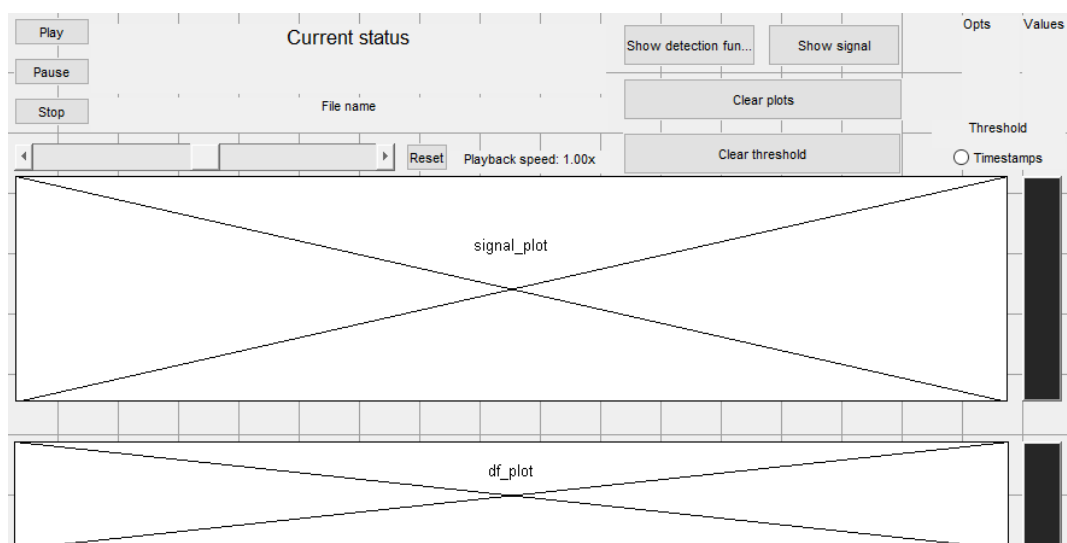 Play
Current status
Opts
Values
Show detection fun...
Show signal
Pause
Clear plots
File name
Stop
Threshold
Reset
Playback speed: 1.00x
Clear threshold
Timestamps
signal_plot
df_plot